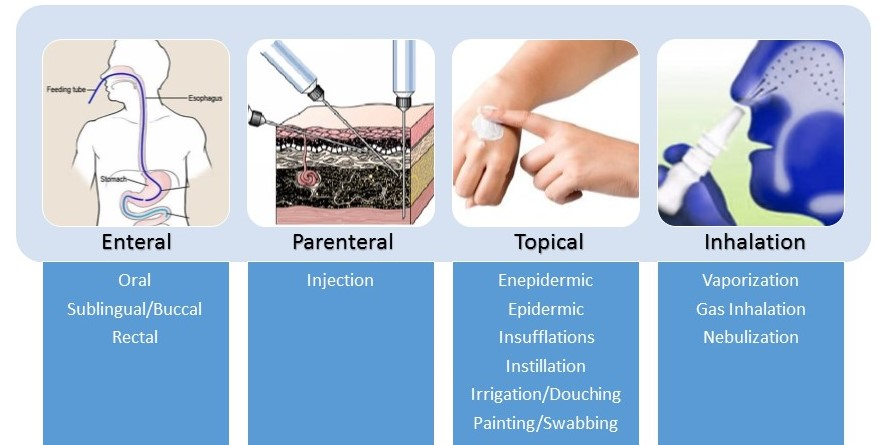 Feeding tube
Esophagus
Stomach
Enteral
Parenteral
Topical
Inhalation
Oral
Sublingual/Buccal
Rectal
Injection
Enepidermic
Epidermic
Insufflations
Instillation
Irrigation/Douching
Painting/Swabbing
Vaporization
Gas Inhalation
Nebulization